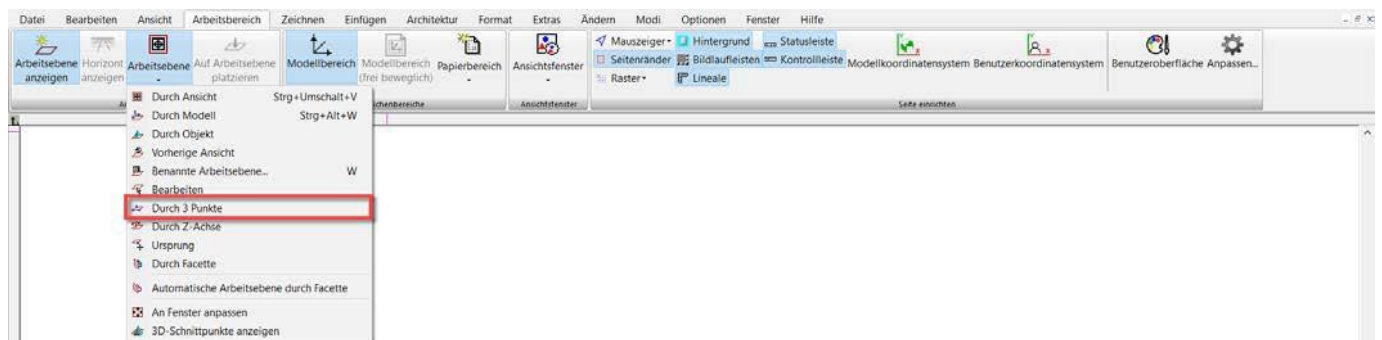 Datei Bearbeiten Ansicht Arbeitsbereich Zeichnen Einfügen Architektur Format Extras Ändern Modi Optionen Fenster Hilfe
Arbeitsebene anzeigen
Horizont anzeigen
Arbeitsebene
Auf Arbeitsebene platzieren
Modellbereich
Modellbereich (frei beweglich)
Papierbereich
Ansichtsfenster
Mauszeiger
Hintergrund
Statusleiste
Seitenränder
Bildlaufleisten
Kontrollleiste
Raster
Lineale
Modellkoordinatensystem
Benutzerkoordinatensystem
Benutzeroberfläche
Anpassen...
Ansichtsfenster
Seite einrichten
Durch Ansicht Strg+Umschalt+V
Durch Modell Strg+Alt+W
Durch Objekt
Vorherige Ansicht
Benannte Arbeitsebene... W
Bearbeiten
Durch 3 Punkte
Durch Z-Achse
Ursprung
Durch Facette
Automatische Arbeitsebene durch Facette
An Fenster anpassen
3D-Schnittpunkte anzeigen